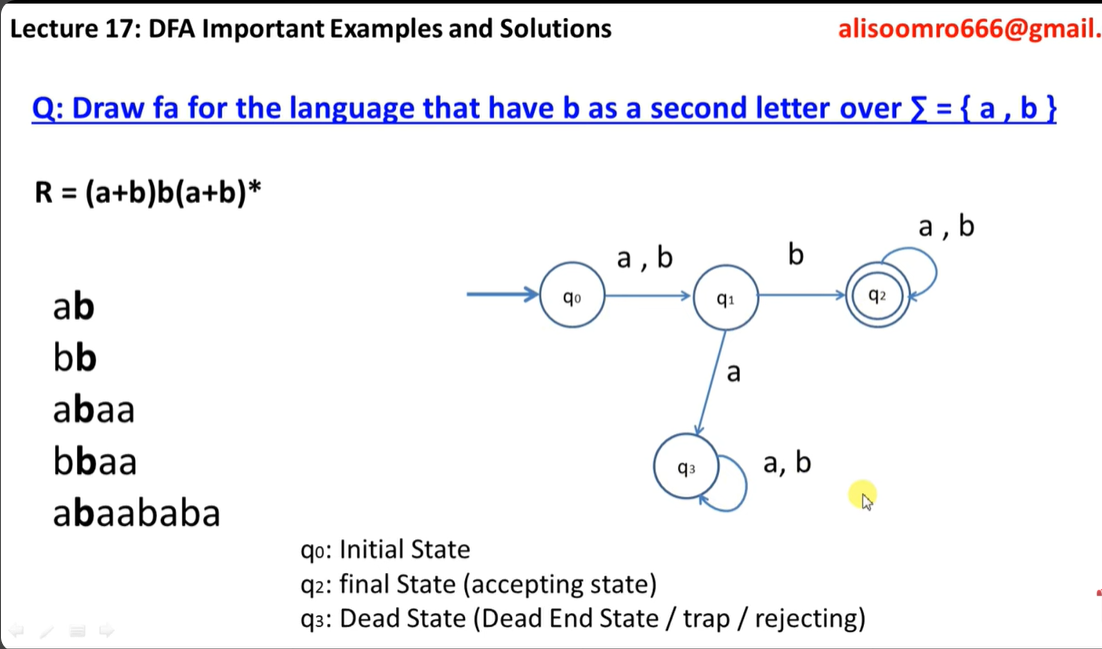 Lecture 17: DFA Important Examples and Solutions
alisoomro666@gmail.
Q: Draw fa for the language that have b as a second letter over ∑ = { a , b }
R = (a+b)b(a+b)*
a , b
a , b
b
q0
q1
q2
ab
bb
a
abaa
bbaa
q3
a, b
abaababa
q0: Initial State
q2: final State (accepting state)
q3: Dead State (Dead End State / trap / rejecting)